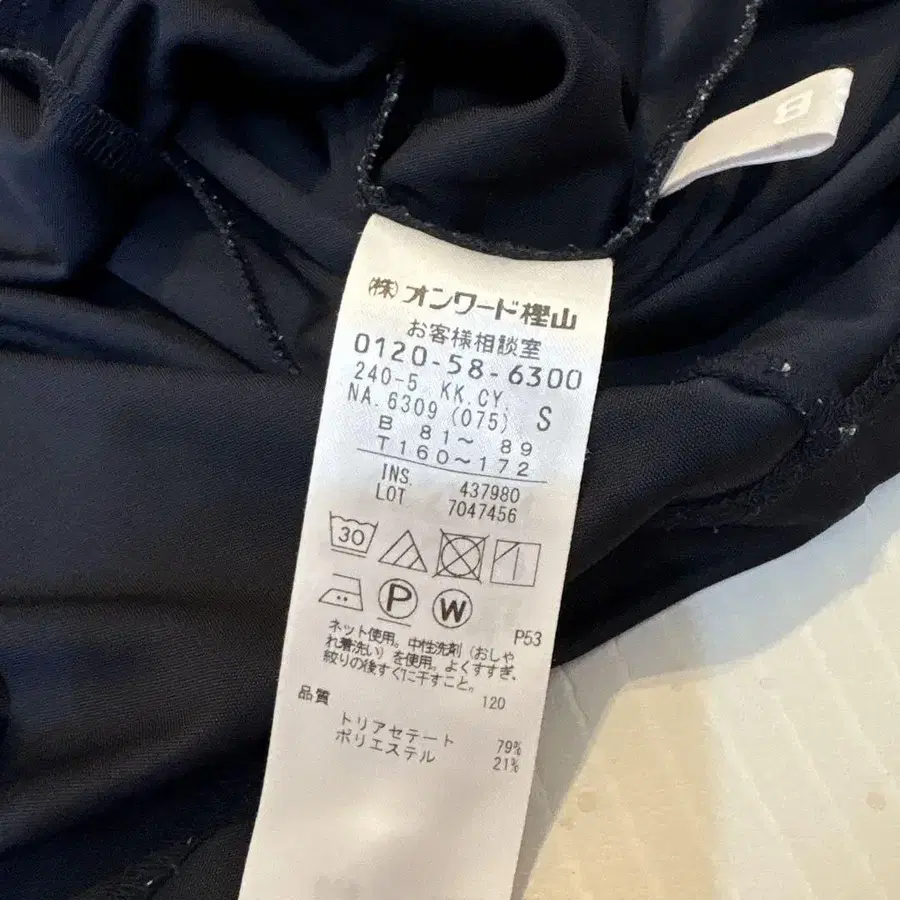 8
(株)オンワード樫山
お客様相談室
0120-58-6300
240-5 KK.CY. S
NA.6309 (075)
B 81～ 89
T160～172
INS. 437980
LOT 7047456
30
P W
P53
ネット使用。中性洗剤(おしゃ
れ着洗い)を使用。よくすすぎ、
絞りの後すぐに干すこと。
120
品質
トリアセテート 79%
ポリエステル 21%